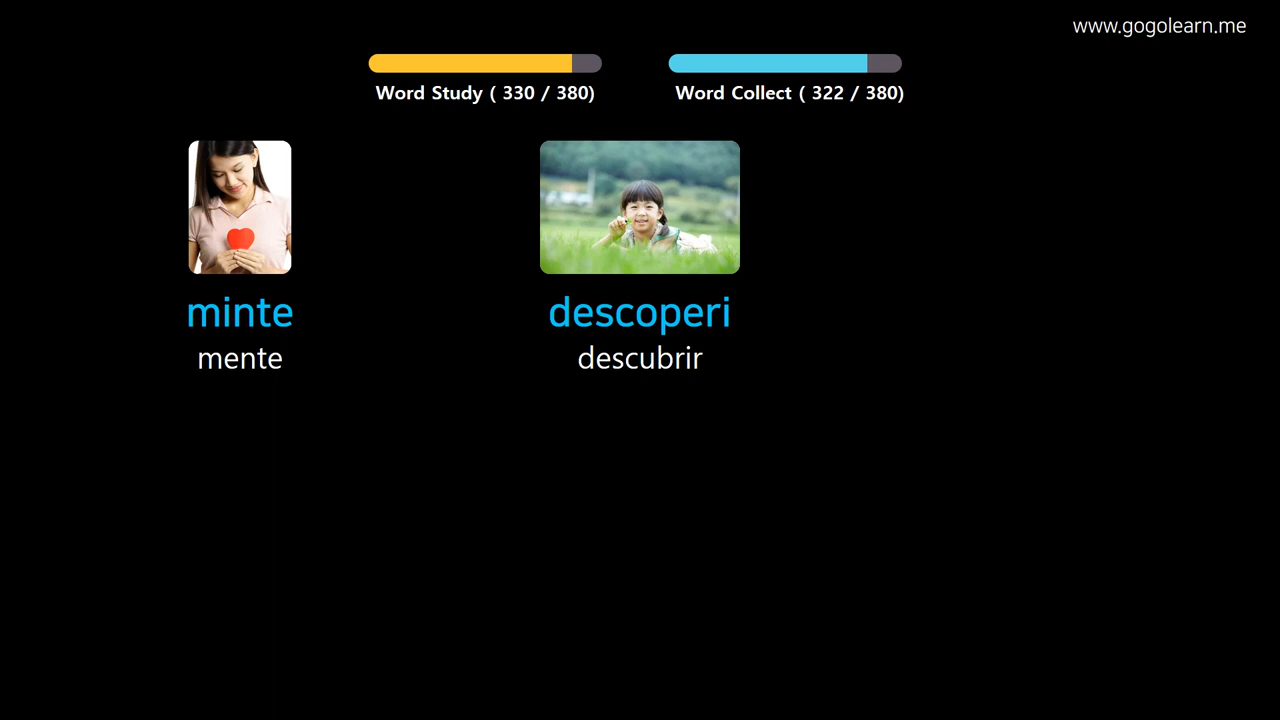 www.gogolearn.me
Word Study ( 330 / 380)
Word Collect ( 322 / 380)
minte
mente
descoperi
descubrir